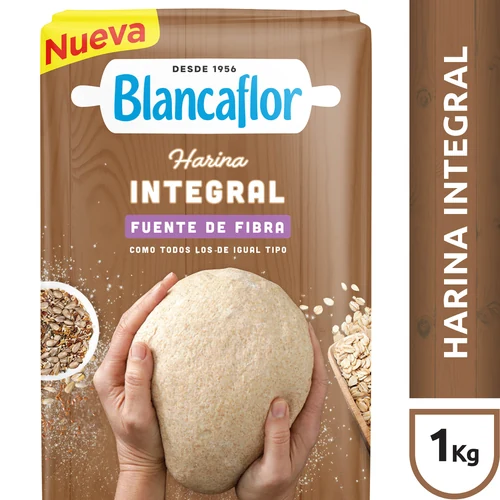 Nueva
DESDE 1956
Blancaflor
Harina
INTEGRAL
FUENTE DE FIBRA
COMO TODOS LOS DE IGUAL TIPO
HARINA INTEGRAL
1Kg